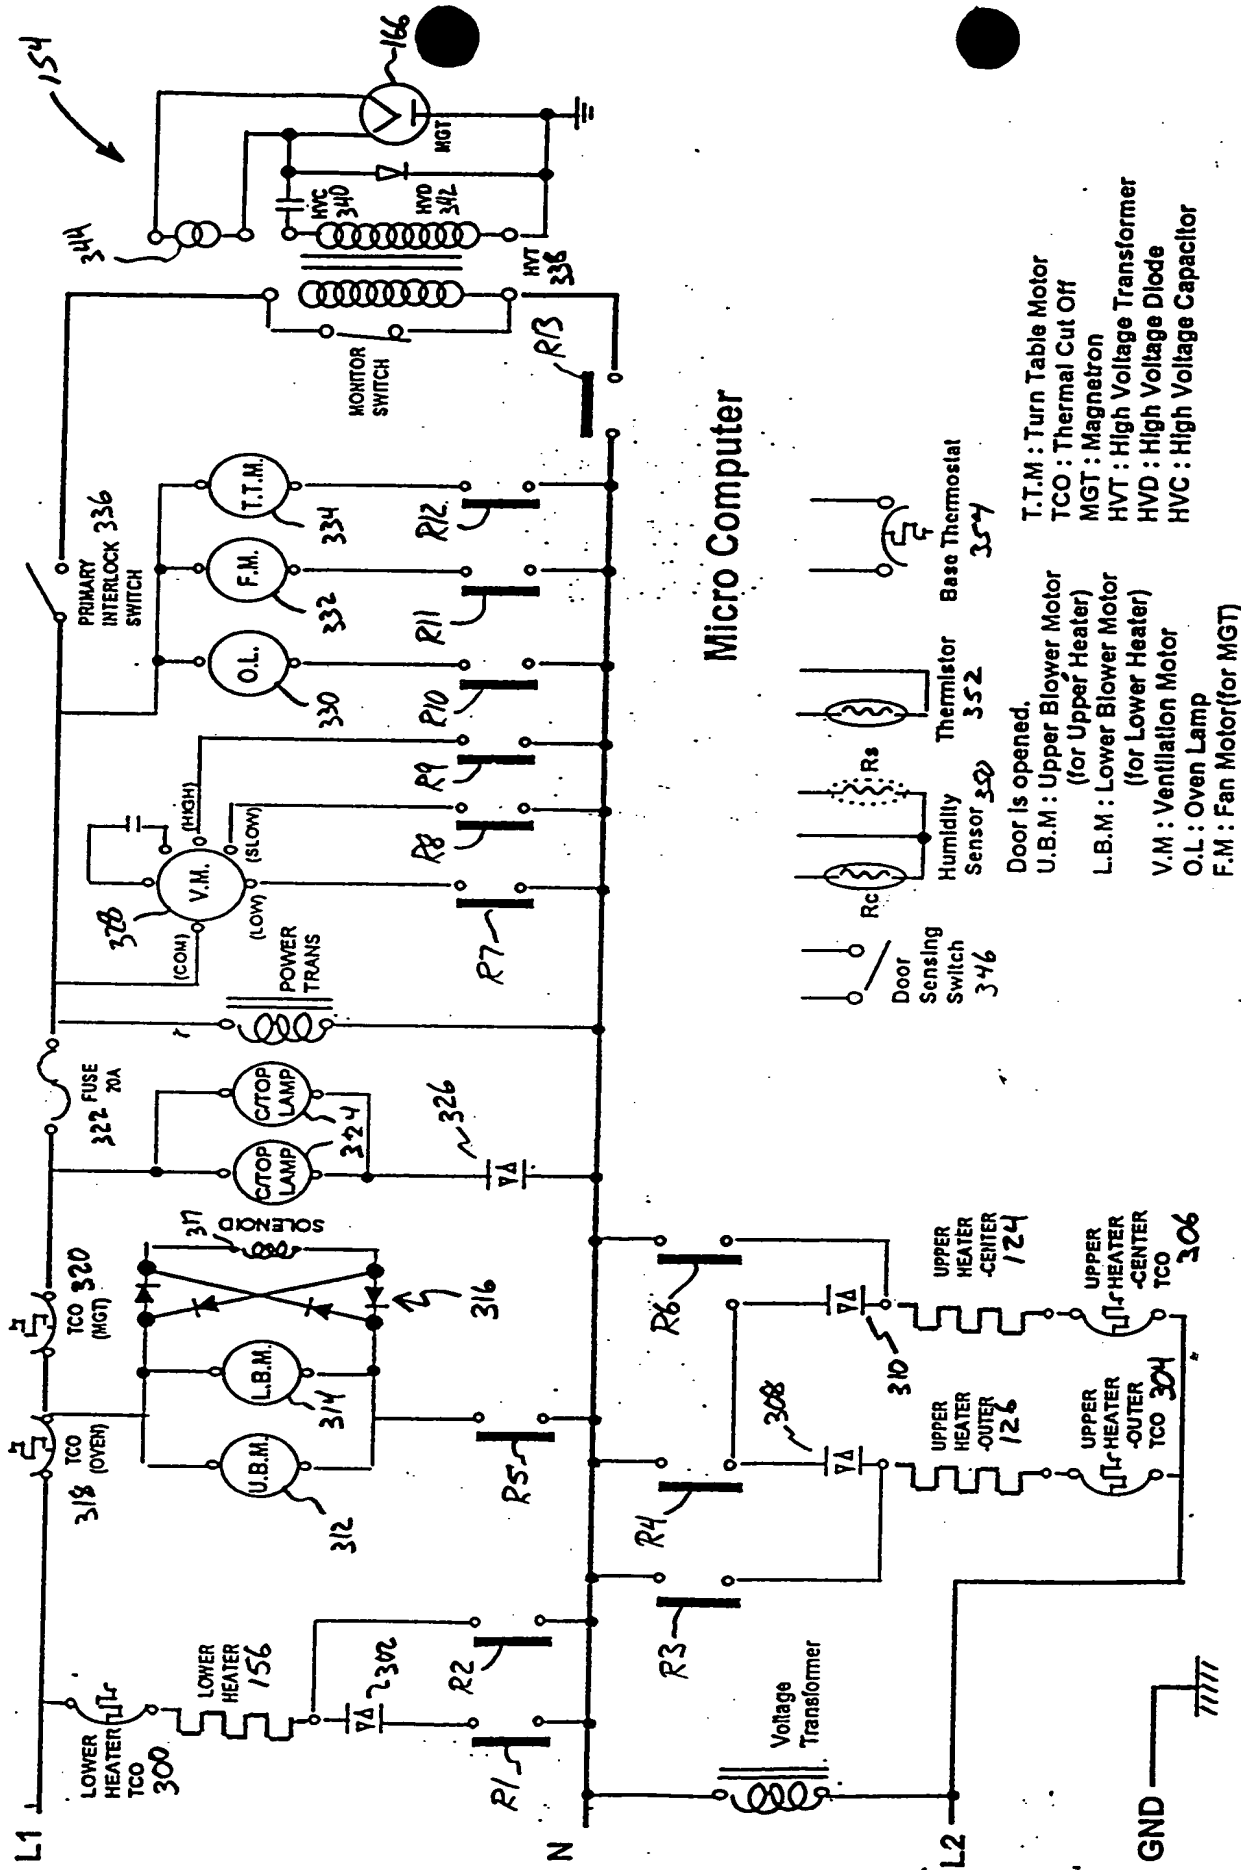 154
L1
LOWER
HEATER
TCO
300
LOWER
HEATER
156
302
R1
R2
318
TCO
(OVEN)
TCO
(MGT)
320
U.B.M.
312
L.B.M.
314
316
317
SOLENOID
R5
322
FUSE
20A
C/TOP
LAMP
C/TOP
LAMP
324
326
POWER
TRANS
(COM)
328
V.M.
(LOW)
(SLOW)
(HIGH)
R7
R8
R9
PRIMARY
INTERLOCK 336
SWITCH
O.L.
330
F.M.
332
T.T.M.
334
R10
R11
R12
MONITOR
SWITCH
R13
344
HVC
340
HVD
342
HVT
338
MGT
166
N
Voltage
Transformer
L2
GND
R3
R4
R6
308
310
UPPER
HEATER
-OUTER
126
UPPER
HEATER
-CENTER
124
UPPER
HEATER
-OUTER
TCO 304
UPPER
HEATER
-CENTER
TCO
306
Micro Computer
Door
Sensing
Switch
346
Rc
Rs
Humidity
Sensor 350
Thermistor
352
Base Thermostat
354
Door is opened.
U.B.M : Upper Blower Motor
(for Upper Heater)
L.B.M : Lower Blower Motor
(for Lower Heater)
V.M : Ventilation Motor
O.L : Oven Lamp
F.M : Fan Motor(for MGT)
T.T.M : Turn Table Motor
TCO : Thermal Cut Off
MGT : Magnetron
HVT : High Voltage Transformer
HVD : High Voltage Diode
HVC : High Voltage Capacitor